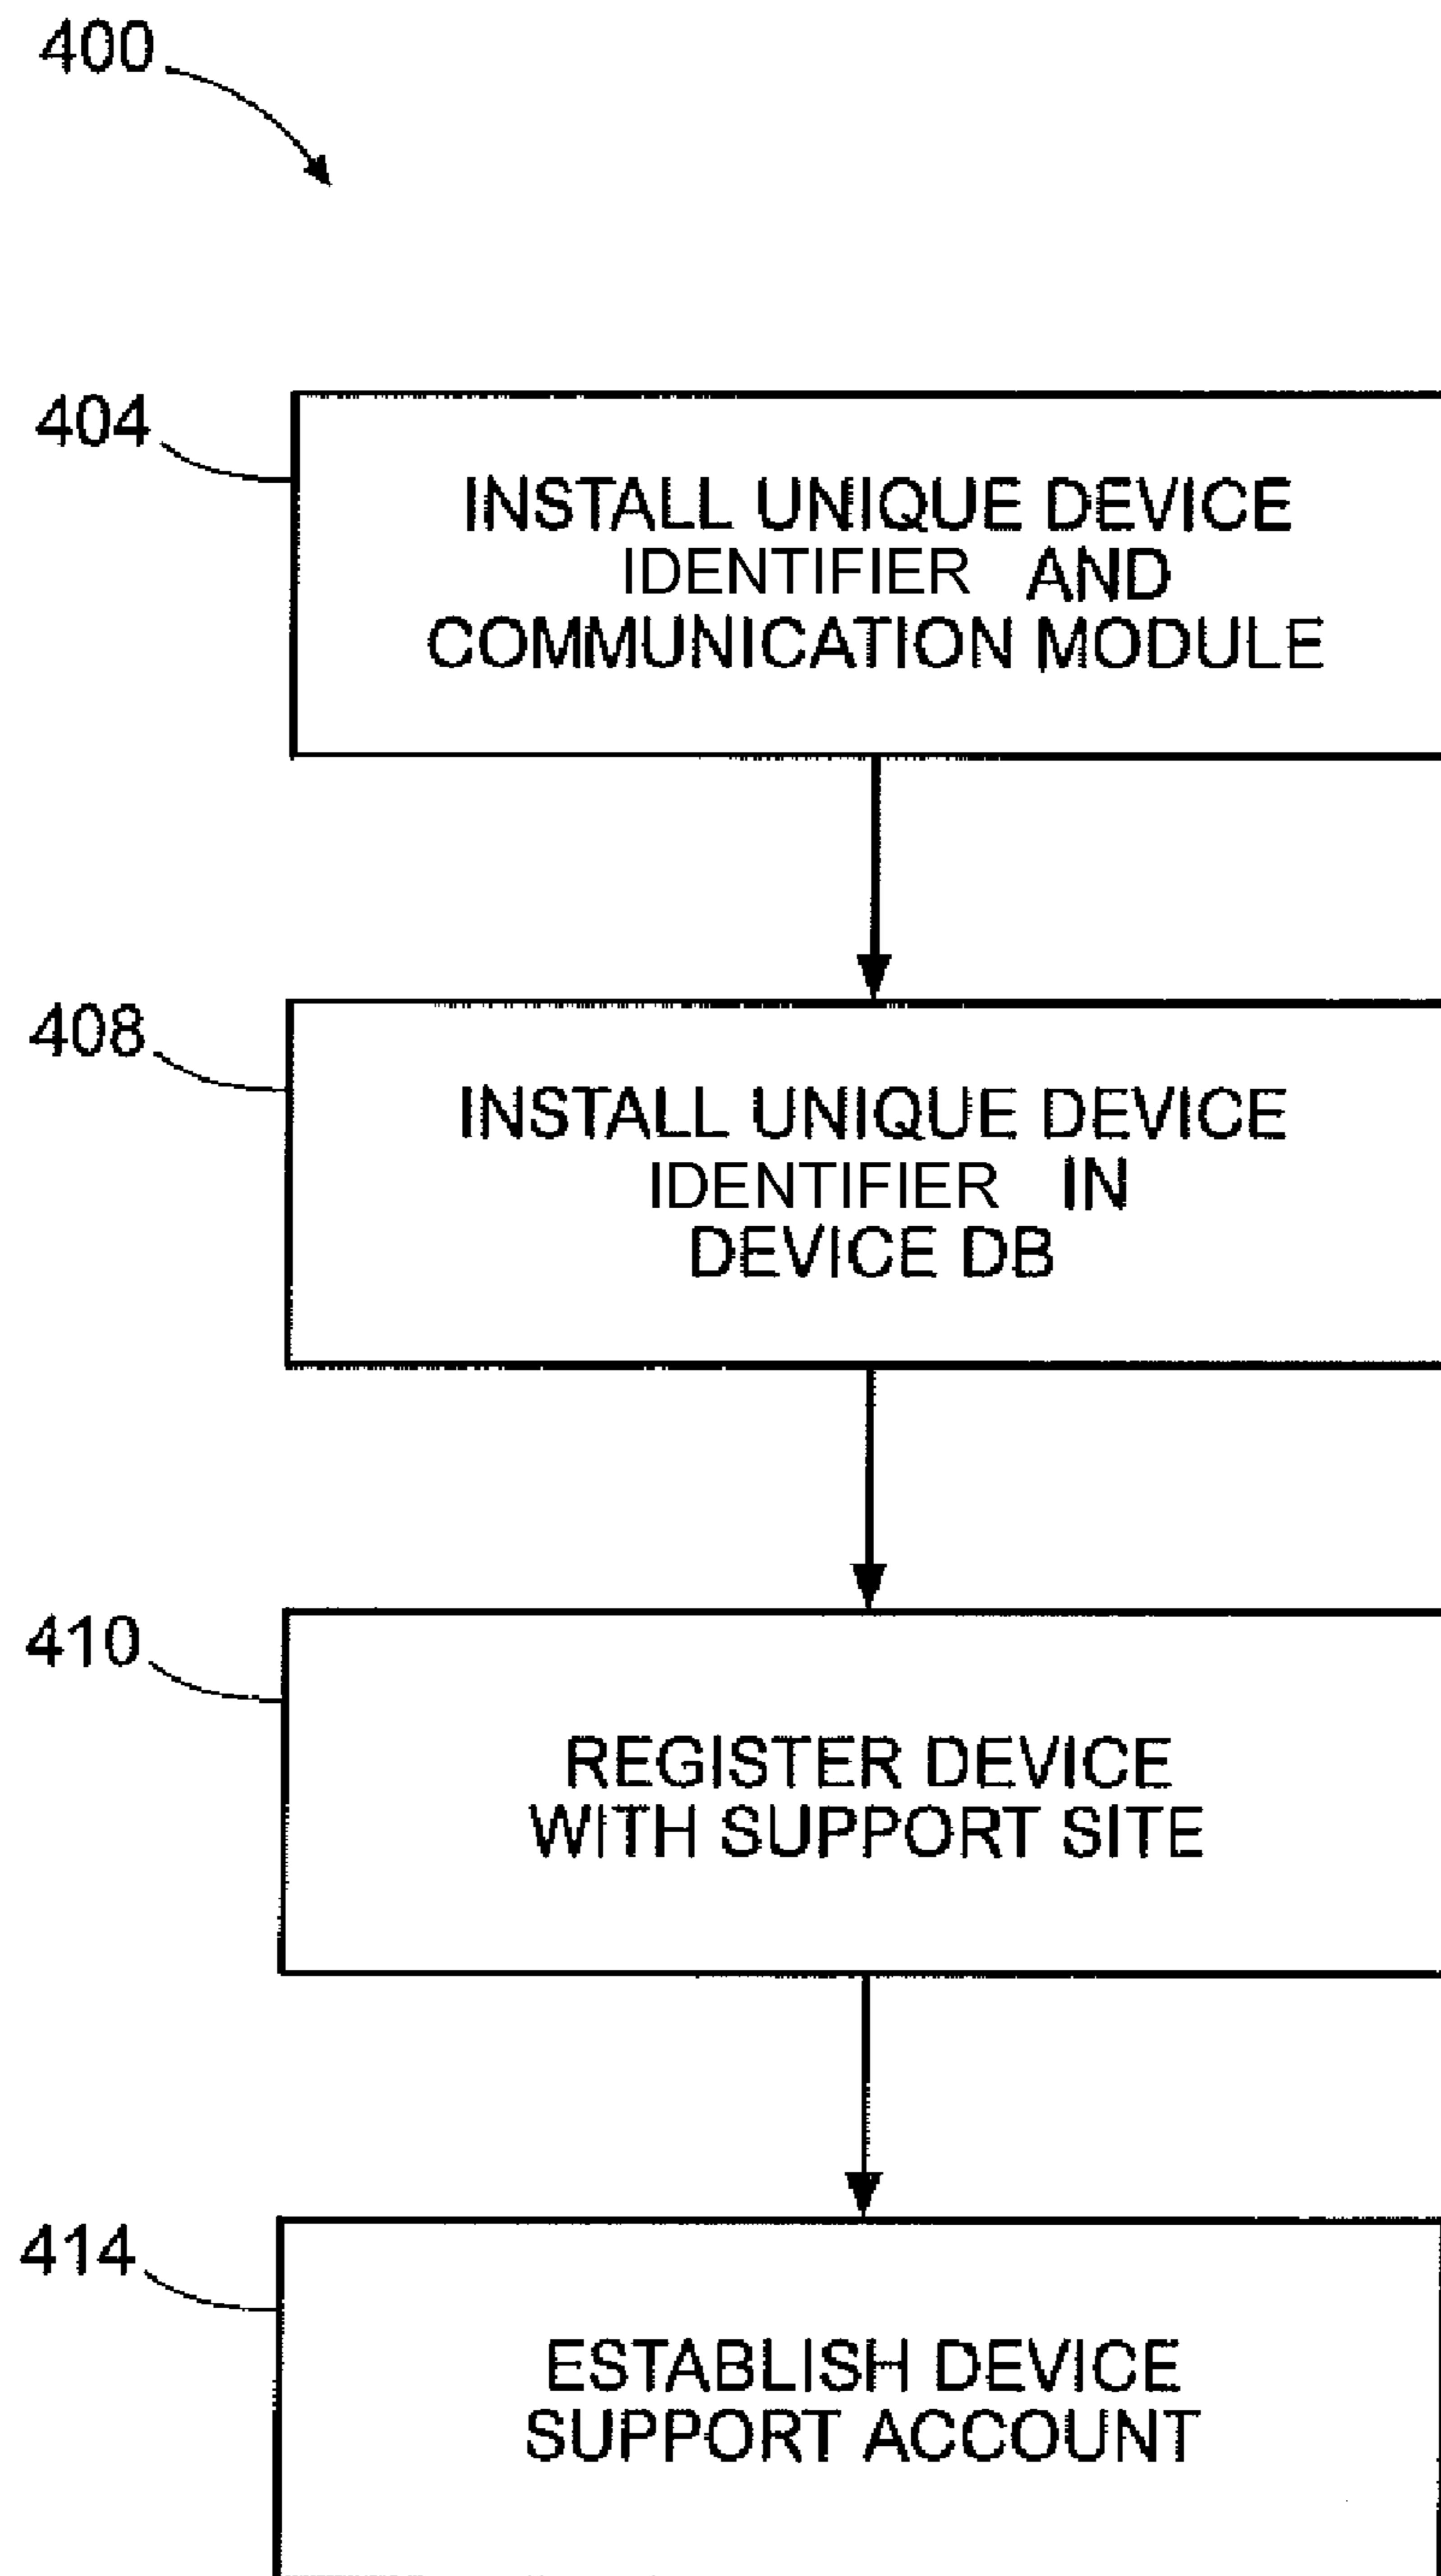 400
404
INSTALL UNIQUE DEVICE
IDENTIFIER AND
COMMUNICATION MODULE
408
INSTALL UNIQUE DEVICE
IDENTIFIER IN
DEVICE DB
410
REGISTER DEVICE
WITH SUPPORT SITE
414
ESTABLISH DEVICE
SUPPORT ACCOUNT